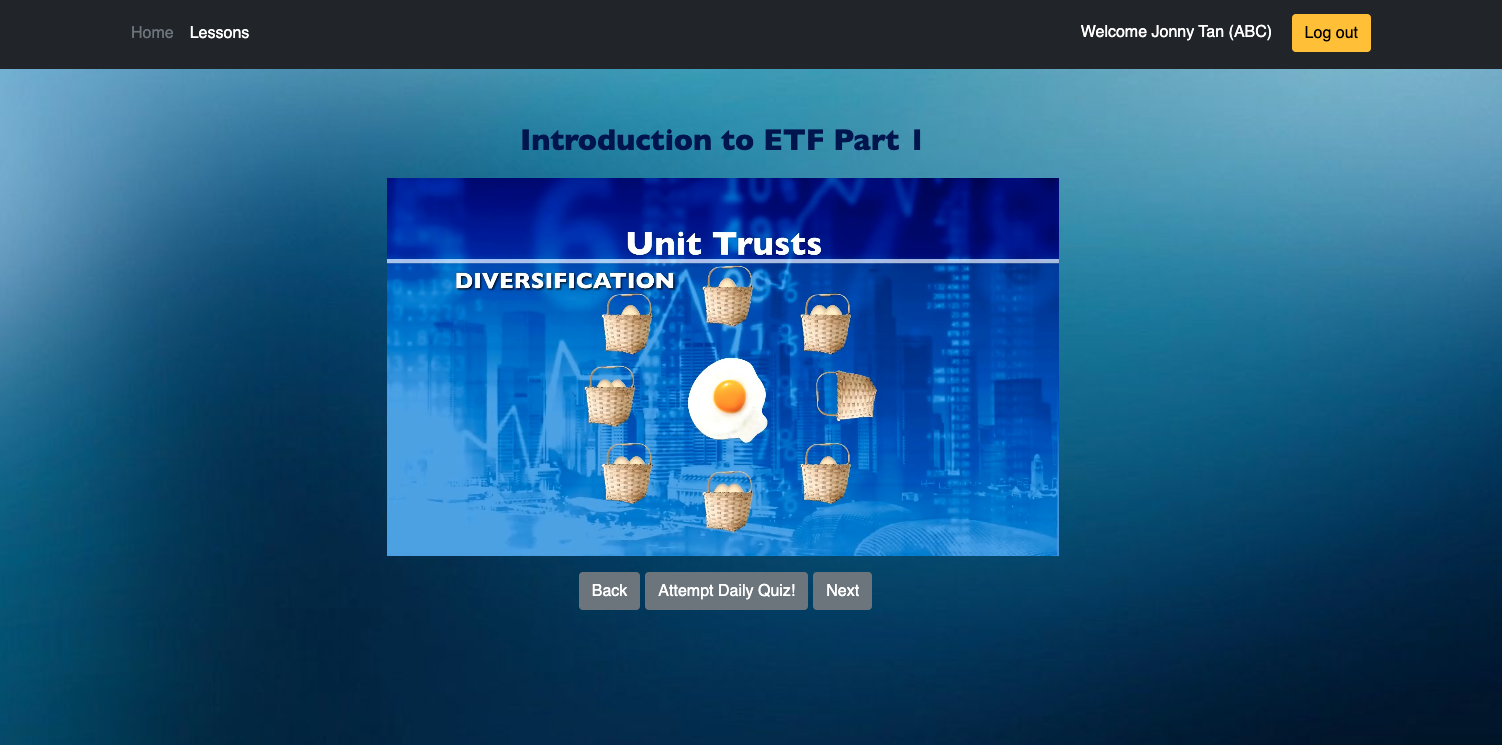 Home Lessons Welcome Jonny Tan (ABC) Log out
Introduction to ETF Part 1
Unit Trusts
DIVERSIFICATION
Back Attempt Daily Quiz! Next